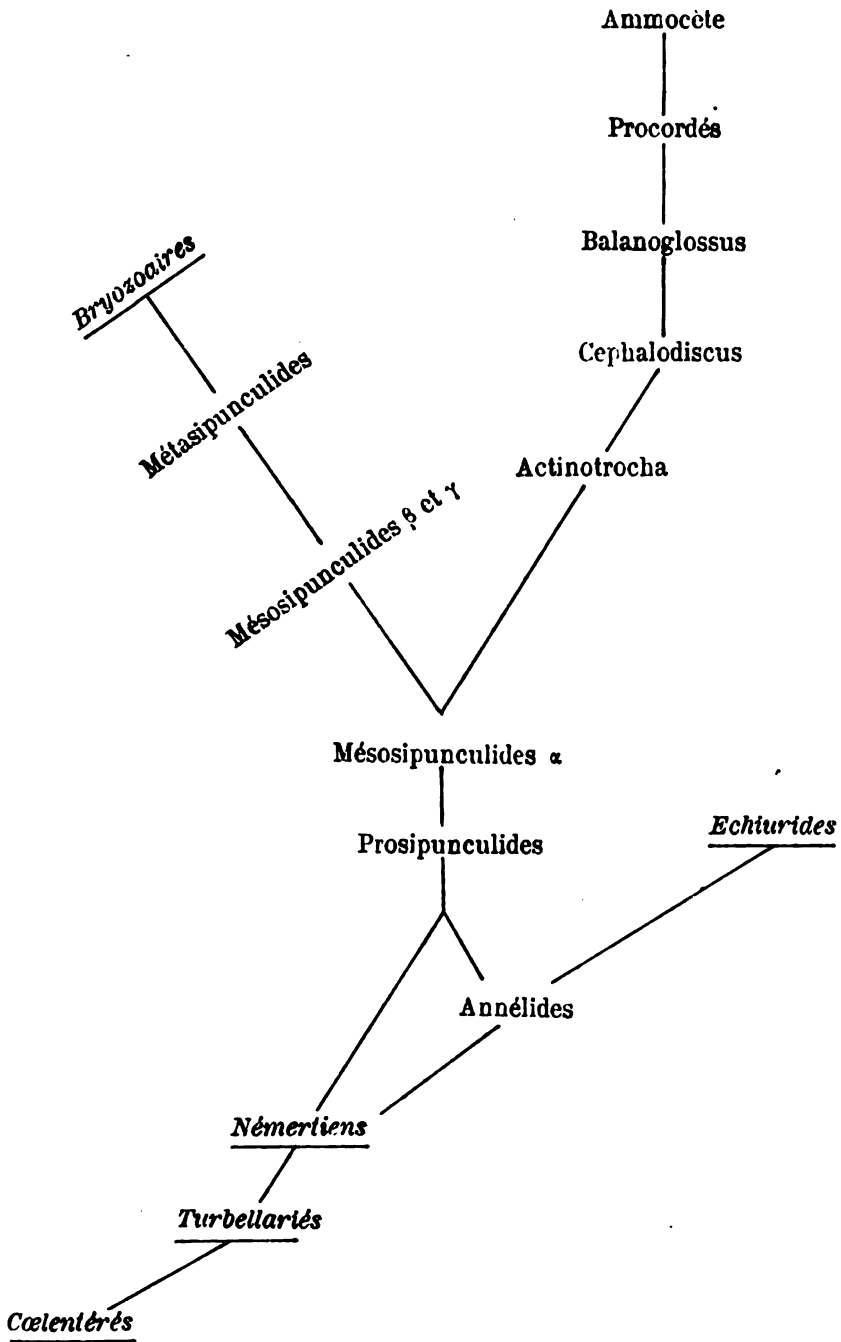 Ammocète
Procordés
Balanoglossus
Bryozoaires
Cephalodiscus
Métasipunculides
Actinotrocha
Mésosipunculides β et γ
Mésosipunculides α
Echiurides
Prosipunculides
Annélides
Némertiens
Turbellariés
Cœlentérés